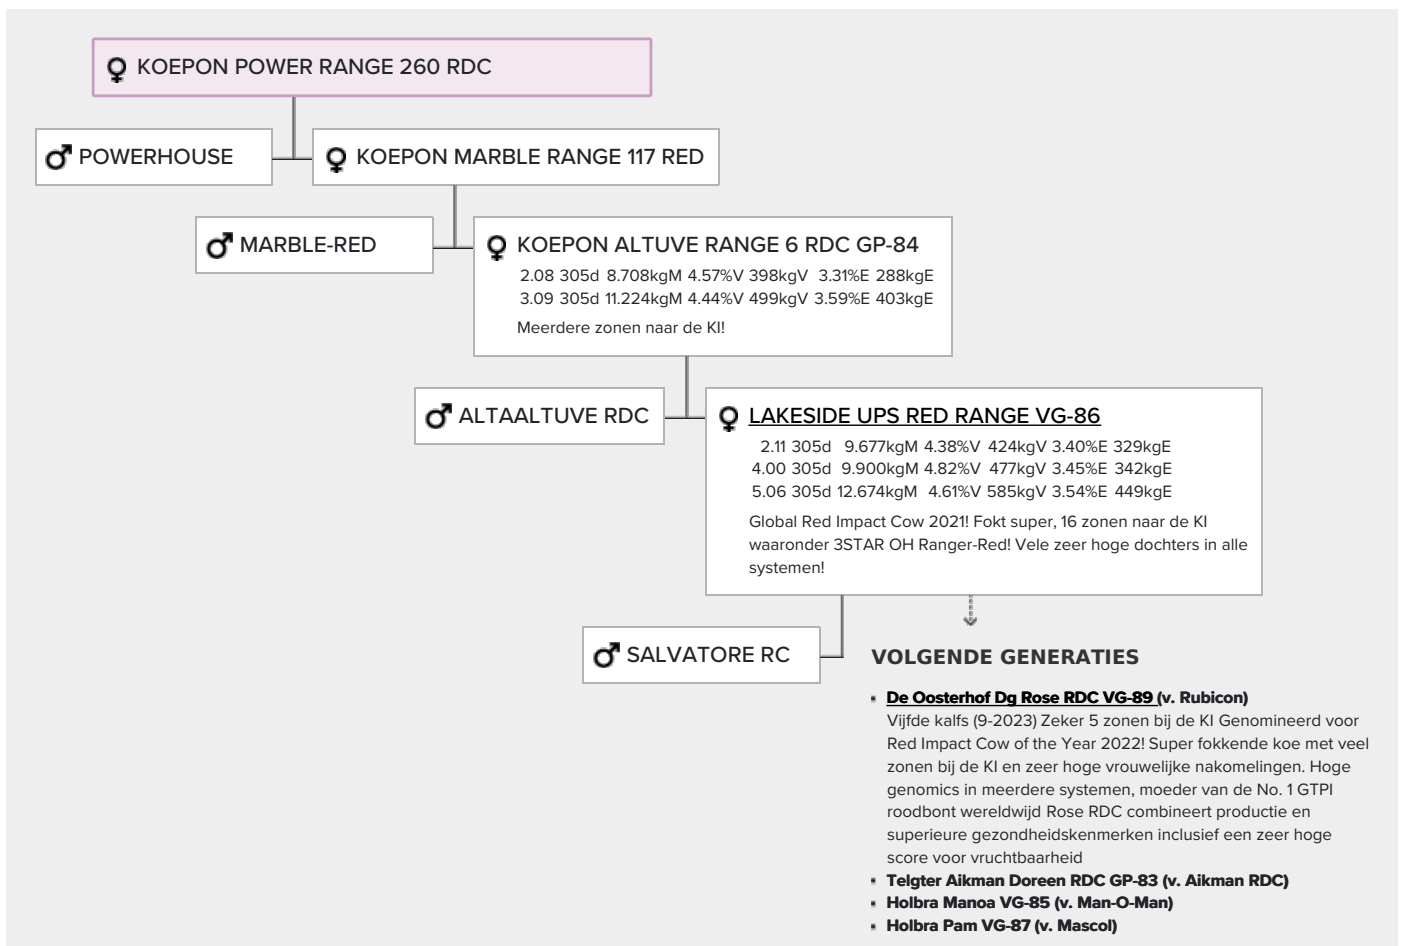 KOEPON POWER RANGE 260 RDC
POWERHOUSE
KOEPON MARBLE RANGE 117 RED
MARBLE-RED
KOEPON ALTUVE RANGE 6 RDC GP-84
2.08 305d 8.708kgM 4.57%V 398kgV 3.31%E 288kgE
3.09 305d 11.224kgM 4.44%V 499kgV 3.59%E 403kgE
Meerdere zonen naar de KI!
ALTAALTUVE RDC
LAKESIDE UPS RED RANGE VG-86
2.11 305d 9.677kgM 4.38%V 424kgV 3.40%E 329kgE
4.00 305d 9.900kgM 4.82%V 477kgV 3.45%E 342kgE
5.06 305d 12.674kgM 4.61%V 585kgV 3.54%E 449kgE
Global Red Impact Cow 2021! Fokt super, 16 zonen naar de KI
waaronder 3STAR OH Ranger-Red! Vele zeer hoge dochters in alle
systemen!
SALVATORE RC
VOLGENDE GENERATIES
De Oosterhof Dg Rose RDC VG-89 (v. Rubicon)
Vijfde kalfs (9-2023) Zeker 5 zonen bij de KI Genomineerd voor
Red Impact Cow of the Year 2022! Super fokkende koe met veel
zonen bij de KI en zeer hoge vrouwelijke nakomelingen. Hoge
genomics in meerdere systemen, moeder van de No. 1 GTPI
roodbont wereldwijd Rose RDC combineert productie en
superieure gezondheidskenmerken inclusief een zeer hoge
score voor vruchtbaarheid
Telgter Aikman Doreen RDC GP-83 (v. Aikman RDC)
Holbra Manoa VG-85 (v. Man-O-Man)
Holbra Pam VG-87 (v. Mascol)